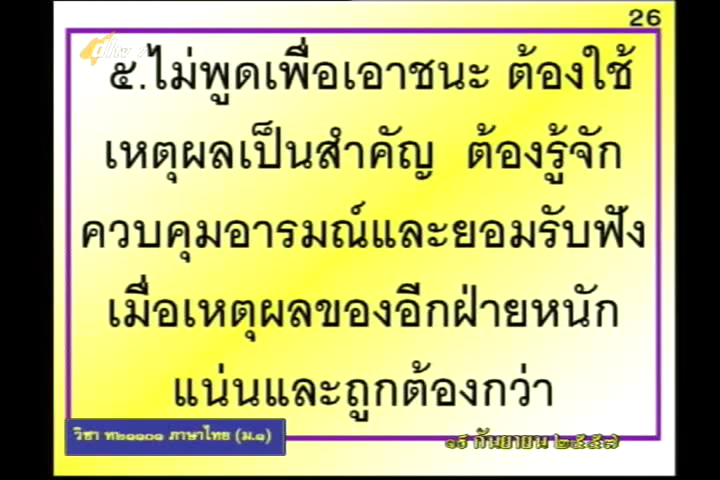 26
๕.ไม่พูดเพื่อเอาชนะ ต้องใช้
เหตุผลเป็นสำคัญ ต้องรู้จัก
ควบคุมอารมณ์และยอมรับฟัง
เมื่อเหตุผลของอีกฝ่ายหนัก
แน่นและถูกต้องกว่า
วิชา ท๒๑๑๐๑ ภาษาไทย (ม.๑)
กันยายน ๒๕๕๗